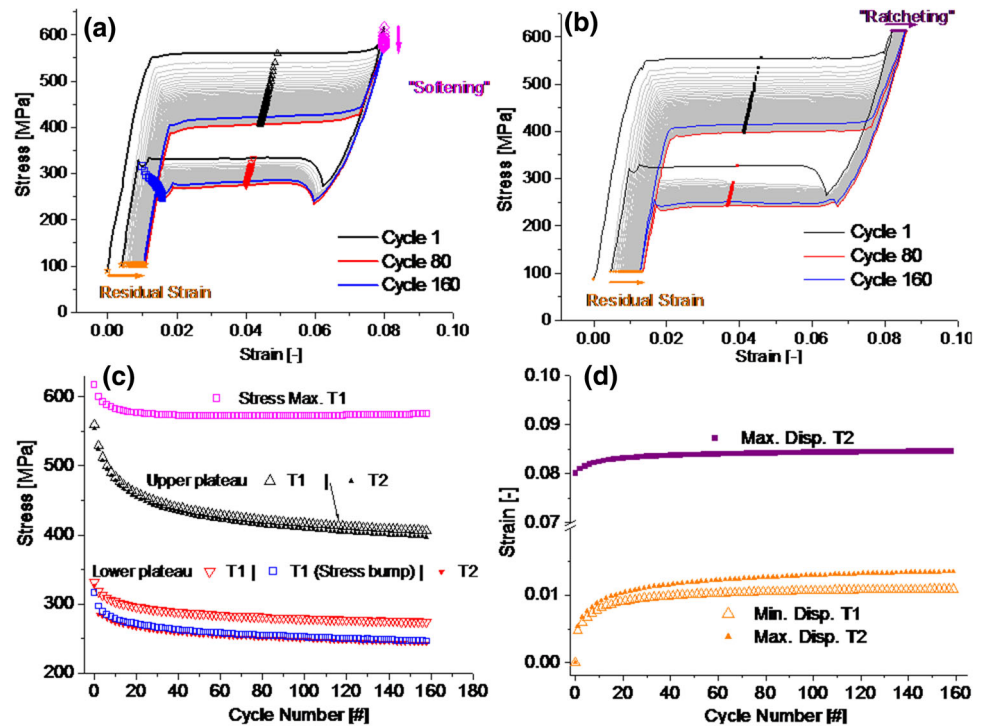 (a)
600
500
400
300
200
100
0
Stress [MPa]
0.00 0.02 0.04 0.06 0.08 0.10
Strain [-]
"Softening"
Cycle 1
Cycle 80
Cycle 160
Residual Strain
(b)
"Ratcheting"
600
500
400
300
200
100
0
Stress [MPa]
0.00 0.02 0.04 0.06 0.08 0.10
Strain [-]
Cycle 1
Cycle 80
Cycle 160
Residual Strain
(c)
600
500
400
300
200
Stress [MPa]
Stress Max. T1
Upper plateau T1 | T2
Lower plateau T1 | T1 (Stress bump) | T2
0 20 40 60 80 100 120 140 160 180
Cycle Number [#]
(d)
0.10
0.09
0.08
0.07
0.01
0.00
Strain [-]
Max. Disp. T2
Min. Disp. T1
Max. Disp. T2
0 20 40 60 80 100 120 140 160
Cycle Number [#]